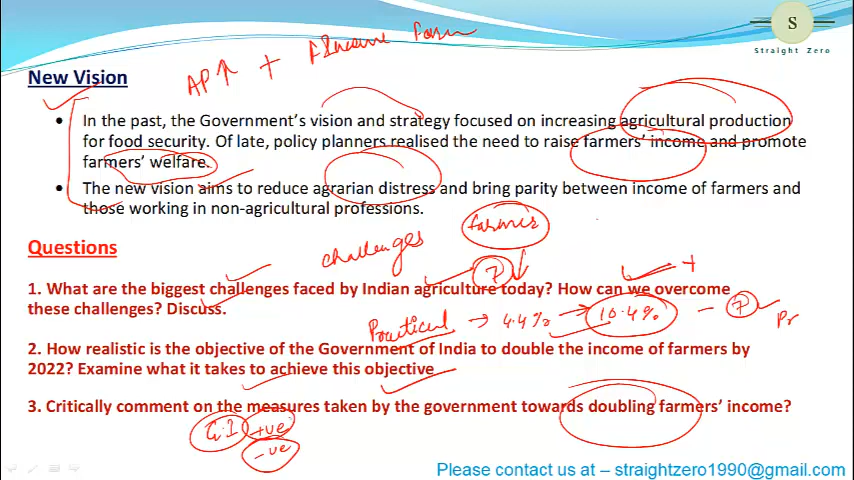 S
Straight Zero
AP↑ + ↑Income Farm
New Vision
• In the past, the Government's vision and strategy focused on increasing agricultural production
for food security. Of late, policy planners realised the need to raise farmers' income and promote
farmers' welfare.
• The new vision aims to reduce agrarian distress and bring parity between income of farmers and
those working in non-agricultural professions.
farmer
Questions
challenges
7
+
1. What are the biggest challenges faced by Indian agriculture today? How can we overcome
these challenges? Discuss.
Practical → 4.4% → 10.4% - 7 Pr
2. How realistic is the objective of the Government of India to double the income of farmers by
2022? Examine what it takes to achieve this objective
3. Critically comment on the measures taken by the government towards doubling farmers' income?
G.I +ve
-ve
Please contact us at – straightzero1990@gmail.com